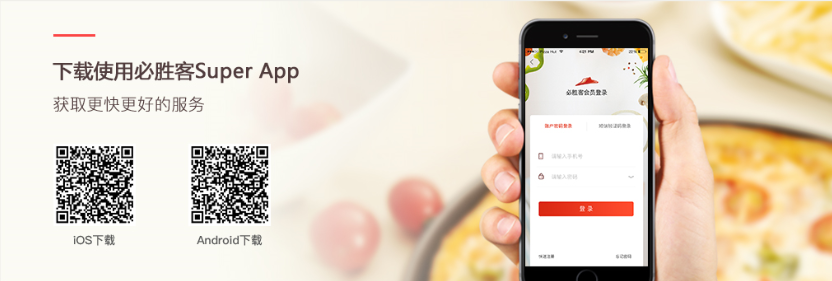 下载使用必胜客Super App
获取更快更好的服务
iOS下载
Android下载
4:21 PM
必胜客会员登录
账户密码登录
短信验证码登录
请输入手机号
请输入密码
登 录
快速注册
忘记密码